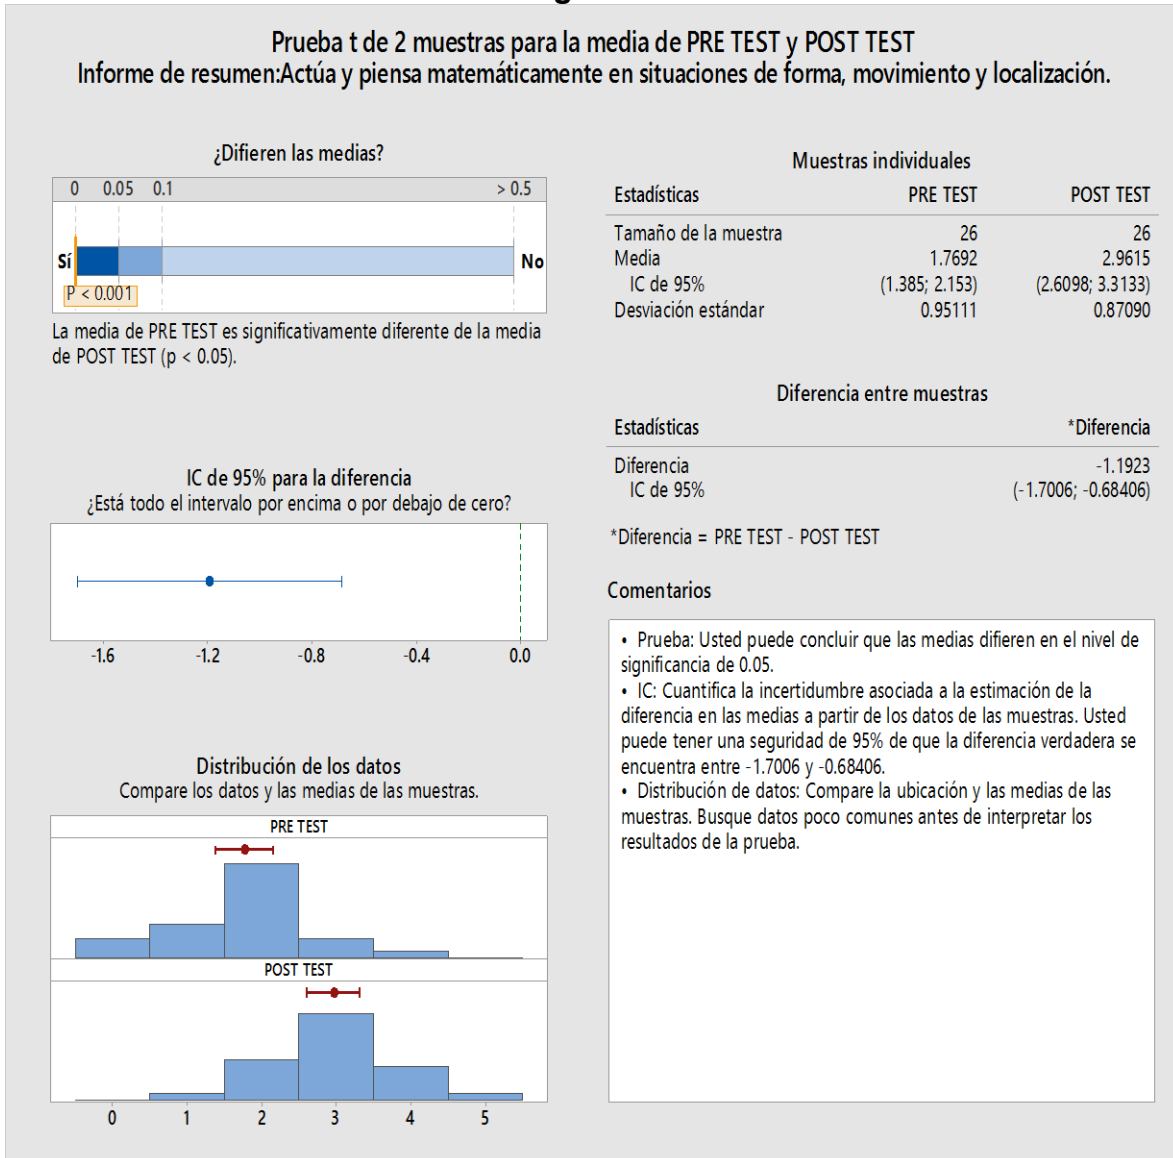 Prueba t de 2 muestras para la media de PRE TEST y POST TEST
Informe de resumen:Actúa y piensa matemáticamente en situaciones de forma, movimiento y localización.
¿Difieren las medias?
0 0.05 0.1 > 0.5
Sí No
P < 0.001
La media de PRE TEST es significativamente diferente de la media
de POST TEST (p < 0.05).
Muestras individuales
Estadísticas PRE TEST POST TEST
Tamaño de la muestra 26 26
Media 1.7692 2.9615
IC de 95% (1.385; 2.153) (2.6098; 3.3133)
Desviación estándar 0.95111 0.87090
Diferencia entre muestras
Estadísticas *Diferencia
Diferencia -1.1923
IC de 95% (-1.7006; -0.68406)
*Diferencia = PRE TEST - POST TEST
IC de 95% para la diferencia
¿Está todo el intervalo por encima o por debajo de cero?
-1.6 -1.2 -0.8 -0.4 0.0
Comentarios
• Prueba: Usted puede concluir que las medias difieren en el nivel de
significancia de 0.05.
• IC: Cuantifica la incertidumbre asociada a la estimación de la
diferencia en las medias a partir de los datos de las muestras. Usted
puede tener una seguridad de 95% de que la diferencia verdadera se
encuentra entre -1.7006 y -0.68406.
• Distribución de datos: Compare la ubicación y las medias de las
muestras. Busque datos poco comunes antes de interpretar los
resultados de la prueba.
Distribución de los datos
Compare los datos y las medias de las muestras.
PRE TEST
POST TEST
0 1 2 3 4 5